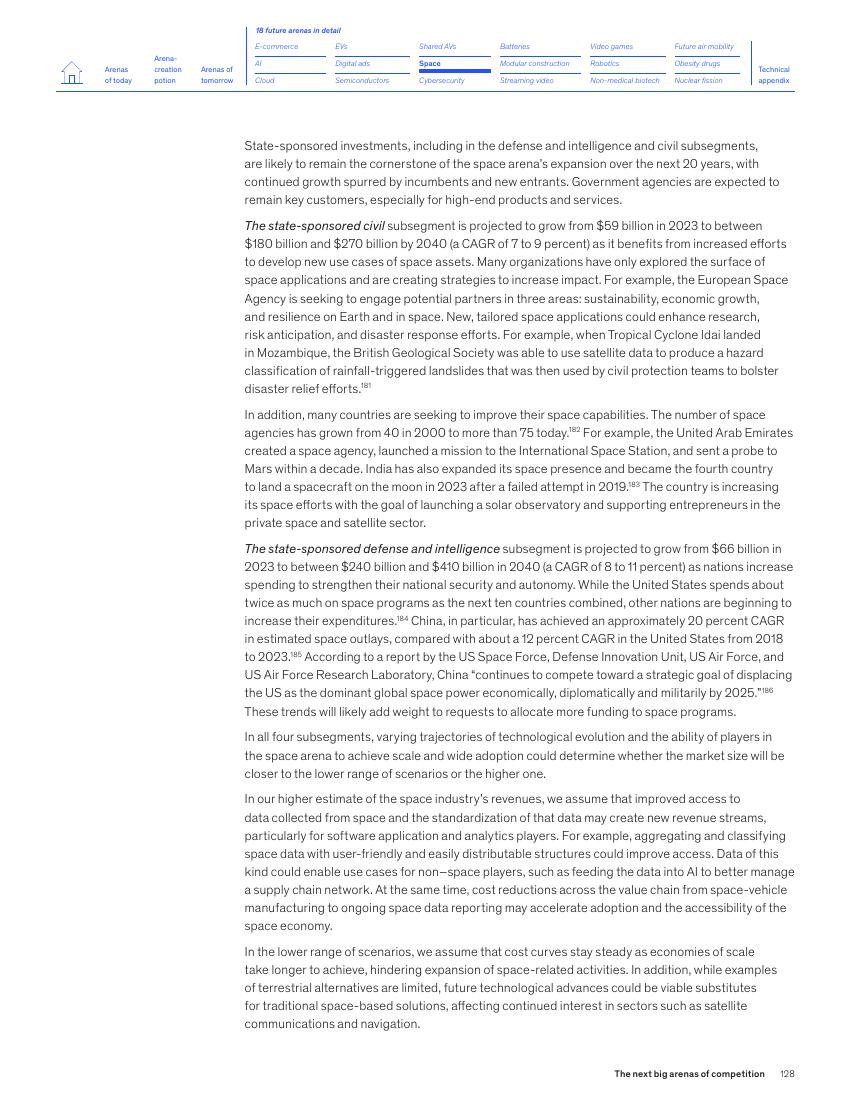 18 future arenas in detail
Arenas of today
Arena-creation potion
Arenas of tomorrow
E-commerce
EVs
Shared AVs
Batteries
Video games
Future air mobility
AI
Digital ads
Space
Modular construction
Robotics
Obesity drugs
Cloud
Semiconductors
Cybersecurity
Streaming video
Non-medical biotech
Nuclear fission
Technical appendix
State-sponsored investments, including in the defense and intelligence and civil subsegments,
are likely to remain the cornerstone of the space arena's expansion over the next 20 years, with
continued growth spurred by incumbents and new entrants. Government agencies are expected to
remain key customers, especially for high-end products and services.
The state-sponsored civil subsegment is projected to grow from $59 billion in 2023 to between
$180 billion and $270 billion by 2040 (a CAGR of 7 to 9 percent) as it benefits from increased efforts
to develop new use cases of space assets. Many organizations have only explored the surface of
space applications and are creating strategies to increase impact. For example, the European Space
Agency is seeking to engage potential partners in three areas: sustainability, economic growth,
and resilience on Earth and in space. New, tailored space applications could enhance research,
risk anticipation, and disaster response efforts. For example, when Tropical Cyclone Idai landed
in Mozambique, the British Geological Society was able to use satellite data to produce a hazard
classification of rainfall-triggered landslides that was then used by civil protection teams to bolster
disaster relief efforts.181
In addition, many countries are seeking to improve their space capabilities. The number of space
agencies has grown from 40 in 2000 to more than 75 today.182 For example, the United Arab Emirates
created a space agency, launched a mission to the International Space Station, and sent a probe to
Mars within a decade. India has also expanded its space presence and became the fourth country
to land a spacecraft on the moon in 2023 after a failed attempt in 2019.183 The country is increasing
its space efforts with the goal of launching a solar observatory and supporting entrepreneurs in the
private space and satellite sector.
The state-sponsored defense and intelligence subsegment is projected to grow from $66 billion in
2023 to between $240 billion and $410 billion in 2040 (a CAGR of 8 to 11 percent) as nations increase
spending to strengthen their national security and autonomy. While the United States spends about
twice as much on space programs as the next ten countries combined, other nations are beginning to
increase their expenditures.184 China, in particular, has achieved an approximately 20 percent CAGR
in estimated space outlays, compared with about a 12 percent CAGR in the United States from 2018
to 2023.185 According to a report by the US Space Force, Defense Innovation Unit, US Air Force, and
US Air Force Research Laboratory, China "continues to compete toward a strategic goal of displacing
the US as the dominant global space power economically, diplomatically and militarily by 2025."186
These trends will likely add weight to requests to allocate more funding to space programs.
In all four subsegments, varying trajectories of technological evolution and the ability of players in
the space arena to achieve scale and wide adoption could determine whether the market size will be
closer to the lower range of scenarios or the higher one.
In our higher estimate of the space industry's revenues, we assume that improved access to
data collected from space and the standardization of that data may create new revenue streams,
particularly for software application and analytics players. For example, aggregating and classifying
space data with user-friendly and easily distributable structures could improve access. Data of this
kind could enable use cases for non–space players, such as feeding the data into AI to better manage
a supply chain network. At the same time, cost reductions across the value chain from space-vehicle
manufacturing to ongoing space data reporting may accelerate adoption and the accessibility of the
space economy.
In the lower range of scenarios, we assume that cost curves stay steady as economies of scale
take longer to achieve, hindering expansion of space-related activities. In addition, while examples
of terrestrial alternatives are limited, future technological advances could be viable substitutes
for traditional space-based solutions, affecting continued interest in sectors such as satellite
communications and navigation.
The next big arenas of competition 128